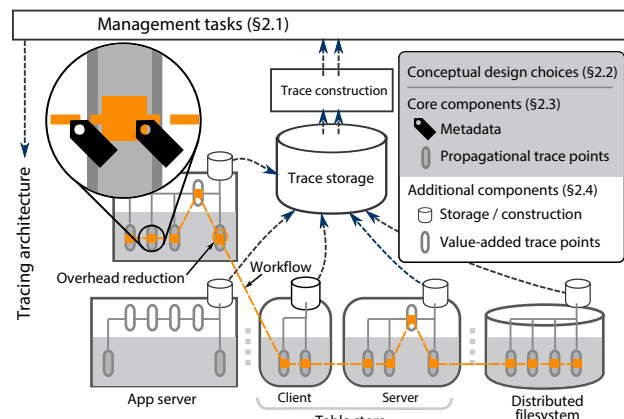 Management tasks (§2.1)
Tracing architecture
Trace construction
Trace storage
Conceptual design choices (§2.2)
Core components (§2.3)
Metadata
Propagational trace points
Additional components (§2.4)
Storage / construction
Value-added trace points
Overhead reduction
Workflow
App server
Client
Server
Distributed
filesystem
Table store